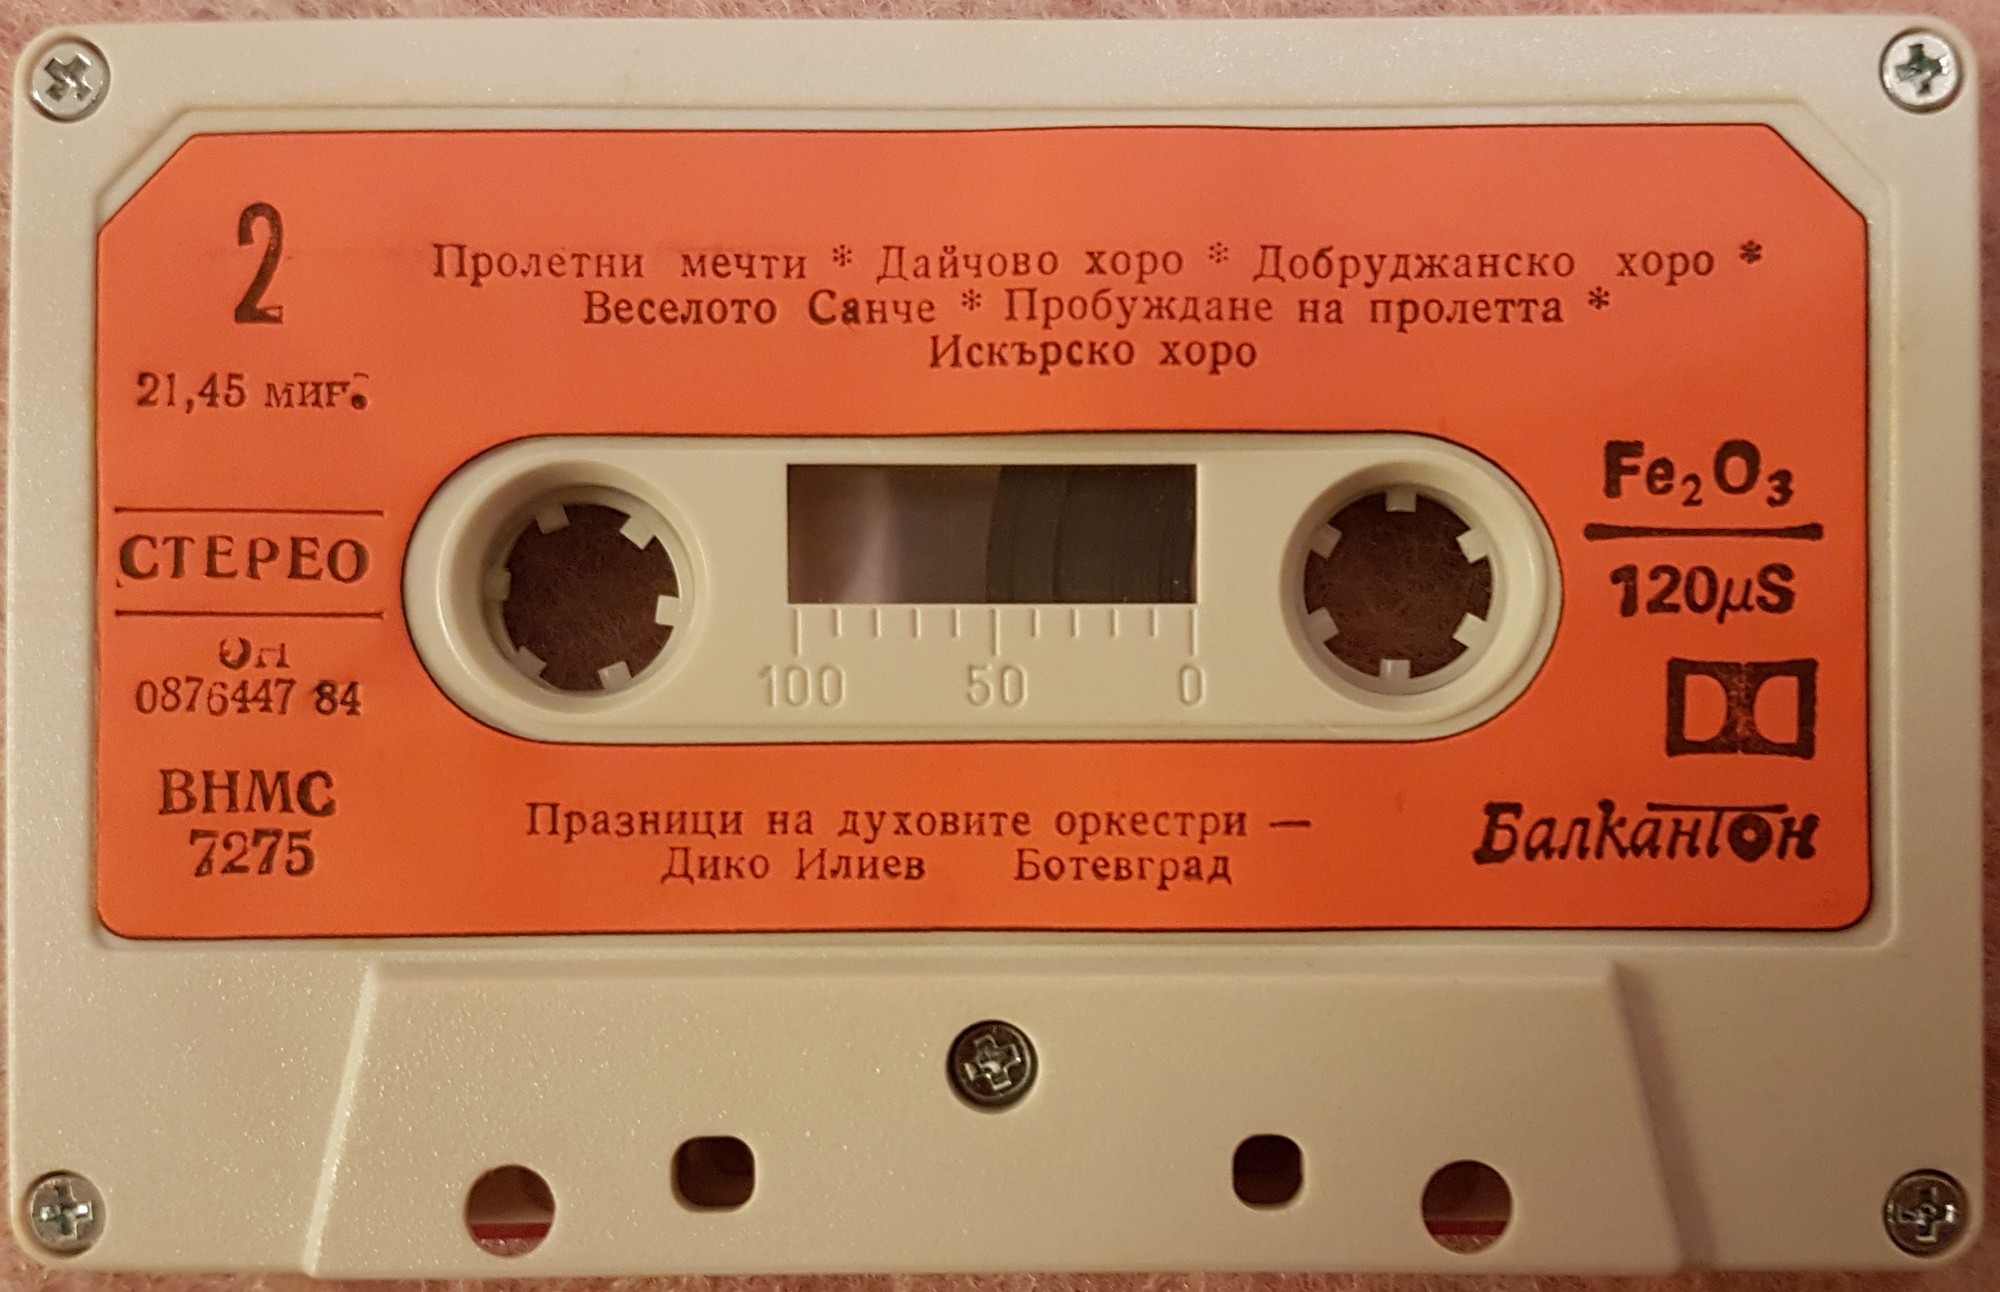 2
Пролетни мечти * Дайчово хоро * Добруджанско хоро *
Веселото Санче * Пробуждане на пролетта *
Искърско хоро
21,45 мин.
СТЕРЕО
ОН
0876447 84
ВНМС
7275
Fe₂O₃
120μS
100 50 0
Празници на духовите оркестри —
Дико Илиев Ботевград
Балкантон